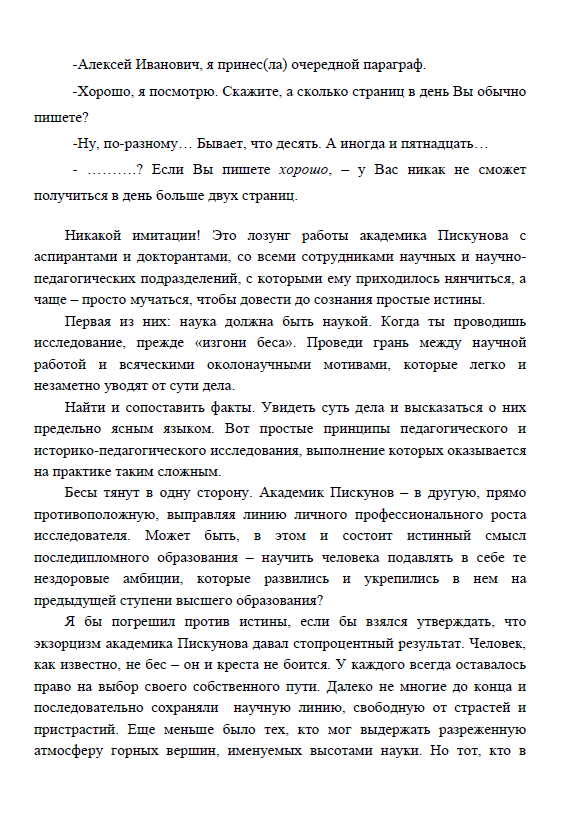 -Алексей Иванович, я принес(ла) очередной параграф.
-Хорошо, я посмотрю. Скажите, а сколько страниц в день Вы обычно
пишете?
-Ну, по-разному… Бывает, что десять. А иногда и пятнадцать…
- ……….? Если Вы пишете хорошо, – у Вас никак не сможет
получиться в день больше двух страниц.
Никакой имитации! Это лозунг работы академика Пискунова с
аспирантами и докторантами, со всеми сотрудниками научных и научно-
педагогических подразделений, с которыми ему приходилось нянчиться, а
чаще – просто мучаться, чтобы довести до сознания простые истины.
Первая из них: наука должна быть наукой. Когда ты проводишь
исследование, прежде «изгони беса». Проведи грань между научной
работой и всяческими околонаучными мотивами, которые легко и
незаметно уводят от сути дела.
Найти и сопоставить факты. Увидеть суть дела и высказаться о них
предельно ясным языком. Вот простые принципы педагогического и
историко-педагогического исследования, выполнение которых оказывается
на практике таким сложным.
Бесы тянут в одну сторону. Академик Пискунов – в другую, прямо
противоположную, выправляя линию личного профессионального роста
исследователя. Может быть, в этом и состоит истинный смысл
последипломного образования – научить человека подавлять в себе те
нездоровые амбиции, которые развились и укрепились в нем на
предыдущей ступени высшего образования?
Я бы погрешил против истины, если бы взялся утверждать, что
экзорцизм академика Пискунова давал стопроцентный результат. Человек,
как известно, не бес – он и креста не боится. У каждого всегда оставалось
право на выбор своего собственного пути. Далеко не многие до конца и
последовательно сохраняли научную линию, свободную от страстей и
пристрастий. Еще меньше было тех, кто мог выдержать разреженную
атмосферу горных вершин, именуемых высотами науки. Но тот, кто в